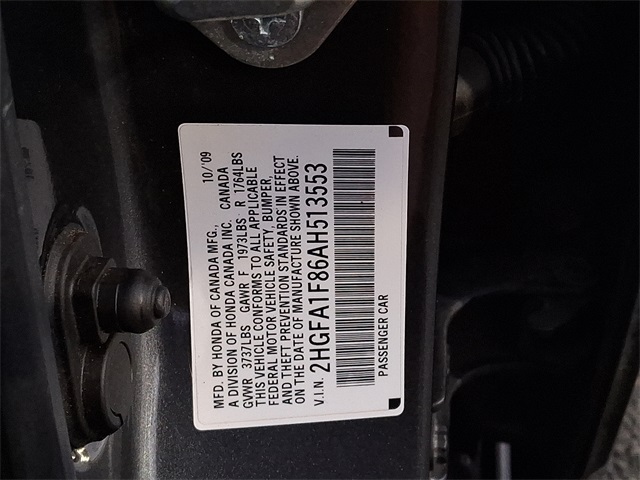 MFD. BY HONDA OF CANADA MFG., 10/'09
A DIVISION OF HONDA CANADA INC. CANADA
GVWR 3737LBS GAWR F 1973LBS R 1764LBS
THIS VEHICLE CONFORMS TO ALL APPLICABLE
FEDERAL MOTOR VEHICLE SAFETY, BUMPER,
AND THEFT PREVENTION STANDARDS IN EFFECT
ON THE DATE OF MANUFACTURE SHOWN ABOVE.
V.I.N. 2HGFA1F86AH513553
PASSENGER CAR